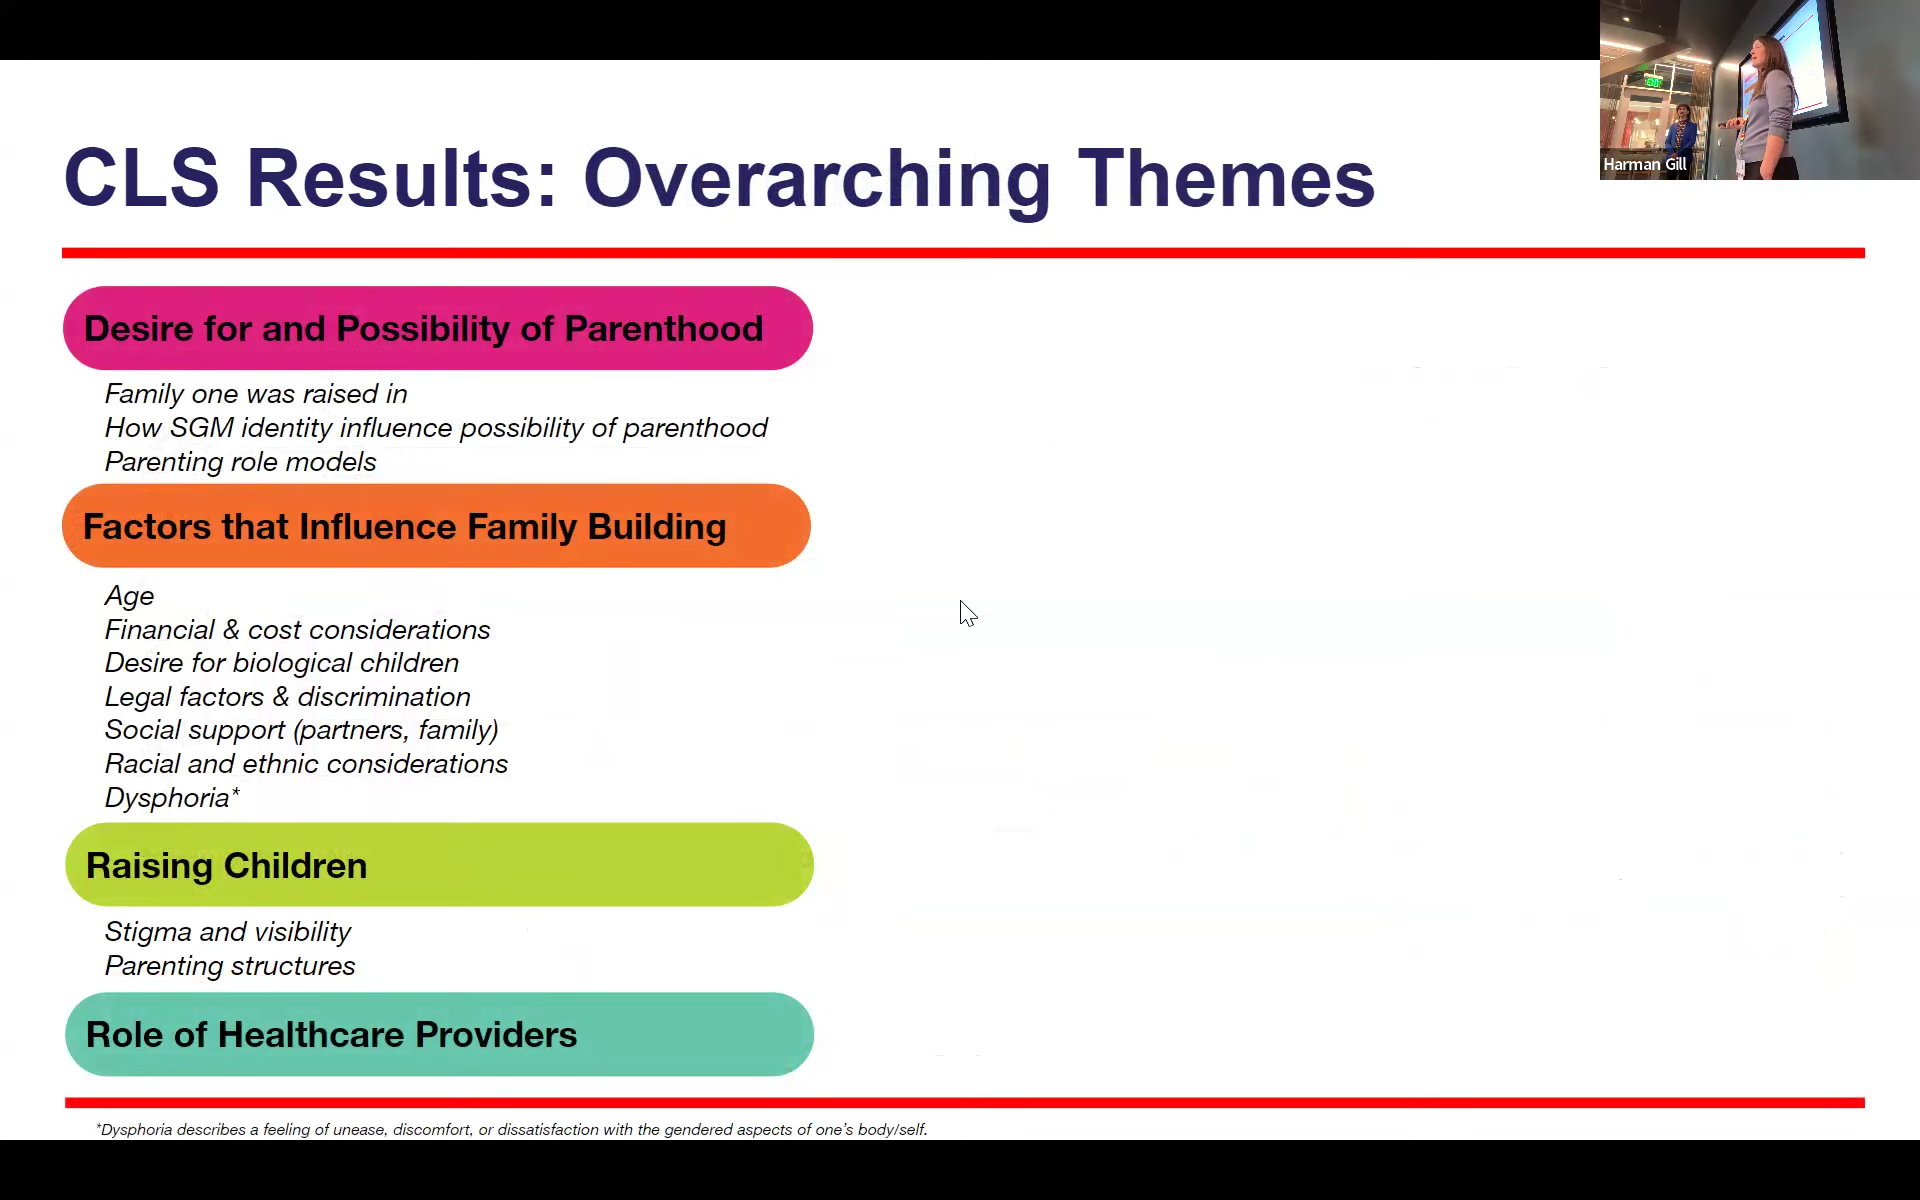 CLS Results: Overarching Themes
Harman Gill
Desire for and Possibility of Parenthood
Family one was raised in
How SGM identity influence possibility of parenthood
Parenting role models
Factors that Influence Family Building
Age
Financial & cost considerations
Desire for biological children
Legal factors & discrimination
Social support (partners, family)
Racial and ethnic considerations
Dysphoria*
Raising Children
Stigma and visibility
Parenting structures
Role of Healthcare Providers
*Dysphoria describes a feeling of unease, discomfort, or dissatisfaction with the gendered aspects of one’s body/self.